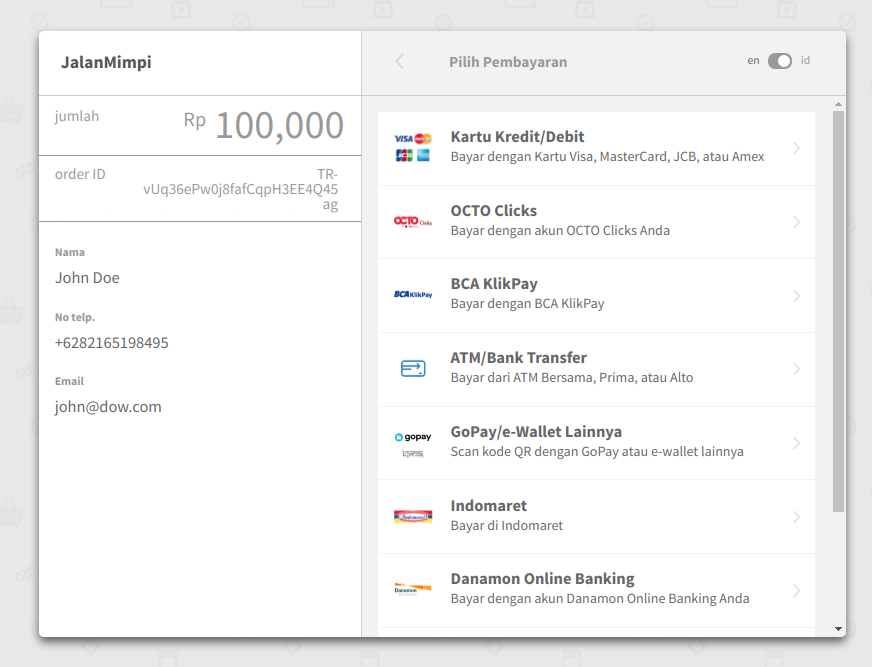 JalanMimpi
Pilih Pembayaran
en
id
jumlah
Rp 100,000
order ID
TR-
vUq36ePw0j8fafCqpH3EE4Q45
ag
Nama
John Doe
No telp.
+6282165198495
Email
john@dow.com
VISA
JCB
Kartu Kredit/Debit
Bayar dengan Kartu Visa, MasterCard, JCB, atau Amex
OCTO Clicks
OCTO Clicks
Bayar dengan akun OCTO Clicks Anda
BCA KlikPay
BCA KlikPay
Bayar dengan BCA KlikPay
ATM/Bank Transfer
Bayar dari ATM Bersama, Prima, atau Alto
gopay
QRIS
GoPay/e-Wallet Lainnya
Scan kode QR dengan GoPay atau e-wallet lainnya
Indomaret
Indomaret
Bayar di Indomaret
Danamon
Danamon Online Banking
Bayar dengan akun Danamon Online Banking Anda